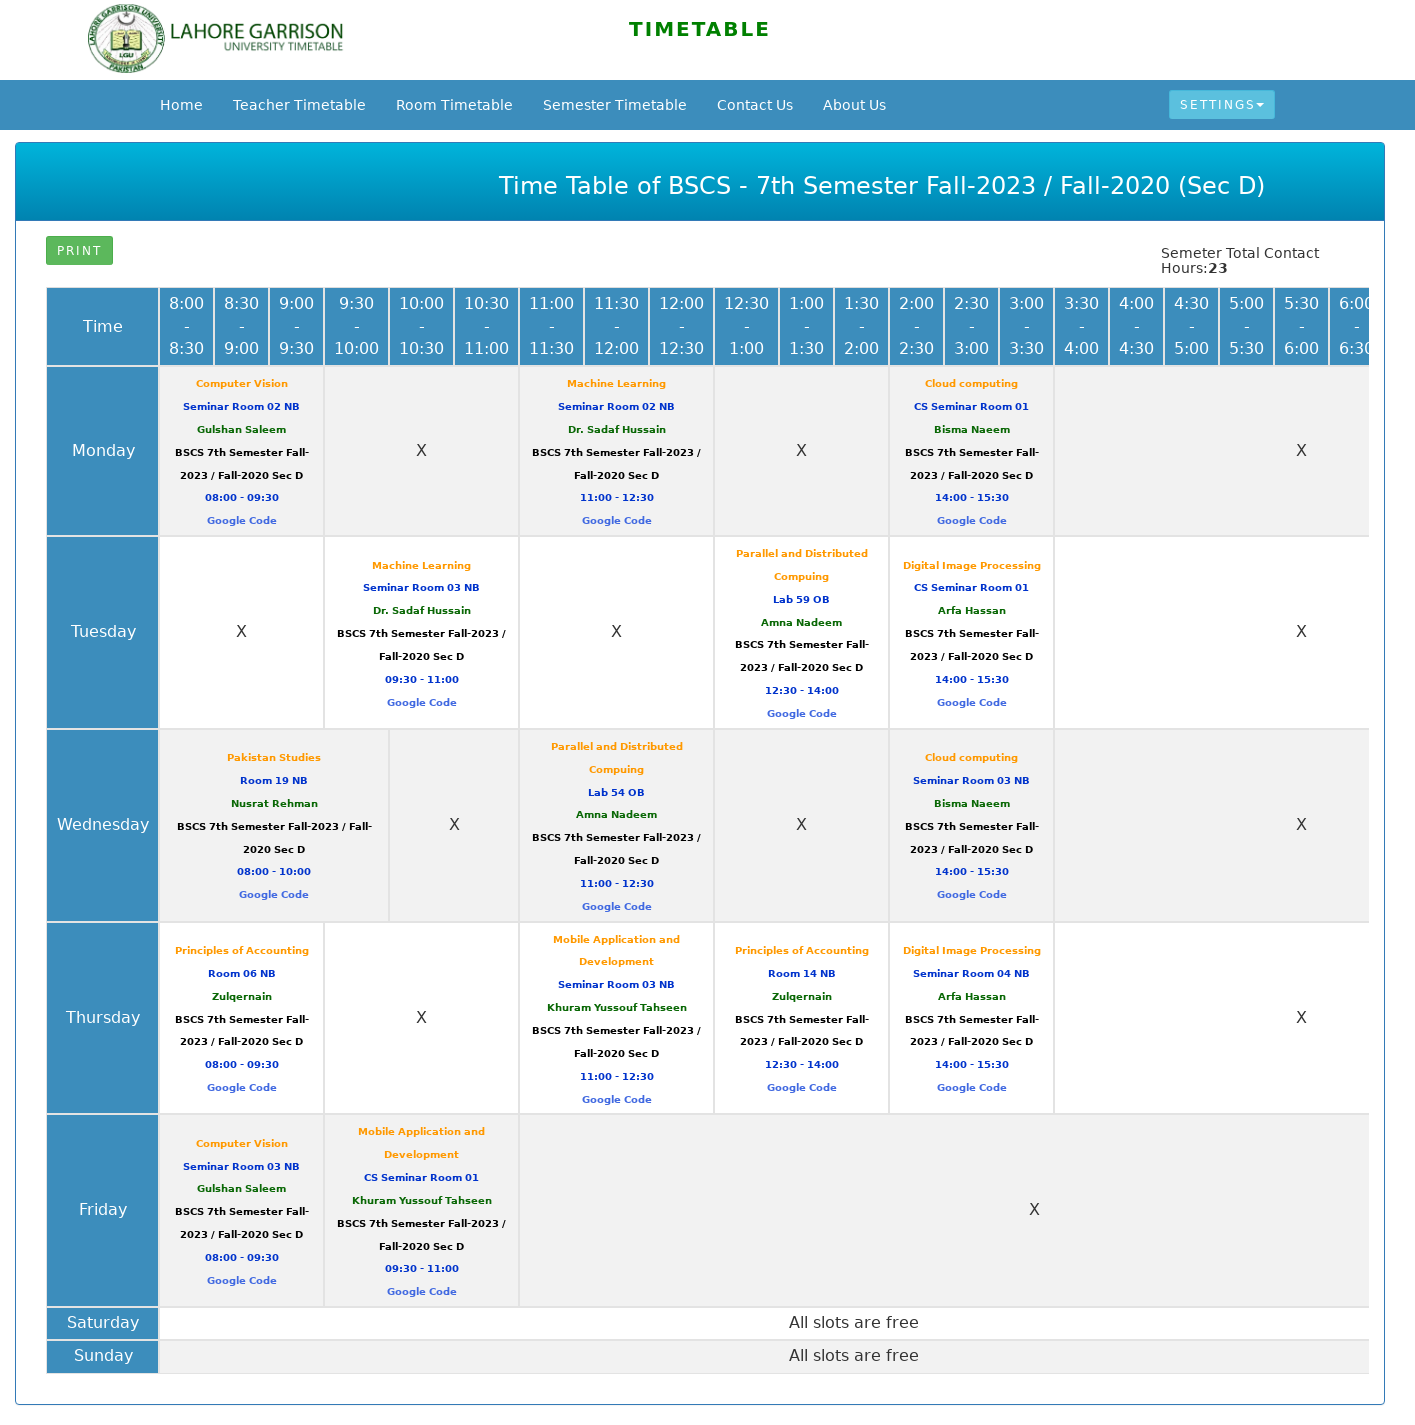 LAHORE GARRISON
UNIVERSITY TIMETABLE
TIMETABLE
Home Teacher Timetable Room Timetable Semester Timetable Contact Us About Us SETTINGS
Time Table of BSCS - 7th Semester Fall-2023 / Fall-2020 (Sec D)
PRINT
Semeter Total Contact
Hours:23
Time
8:00 - 8:30
8:30 - 9:00
9:00 - 9:30
9:30 - 10:00
10:00 - 10:30
10:30 - 11:00
11:00 - 11:30
11:30 - 12:00
12:00 - 12:30
12:30 - 1:00
1:00 - 1:30
1:30 - 2:00
2:00 - 2:30
2:30 - 3:00
3:00 - 3:30
3:30 - 4:00
4:00 - 4:30
4:30 - 5:00
5:00 - 5:30
5:30 - 6:00
6:00 - 6:30
Monday
Computer Vision
Seminar Room 02 NB
Gulshan Saleem
BSCS 7th Semester Fall-
2023 / Fall-2020 Sec D
08:00 - 09:30
Google Code
X
Machine Learning
Seminar Room 02 NB
Dr. Sadaf Hussain
BSCS 7th Semester Fall-2023 /
Fall-2020 Sec D
11:00 - 12:30
Google Code
X
Cloud computing
CS Seminar Room 01
Bisma Naeem
BSCS 7th Semester Fall-
2023 / Fall-2020 Sec D
14:00 - 15:30
Google Code
X
Tuesday
X
Machine Learning
Seminar Room 03 NB
Dr. Sadaf Hussain
BSCS 7th Semester Fall-2023 /
Fall-2020 Sec D
09:30 - 11:00
Google Code
X
Parallel and Distributed
Compuing
Lab 59 OB
Amna Nadeem
BSCS 7th Semester Fall-
2023 / Fall-2020 Sec D
12:30 - 14:00
Google Code
Digital Image Processing
CS Seminar Room 01
Arfa Hassan
BSCS 7th Semester Fall-
2023 / Fall-2020 Sec D
14:00 - 15:30
Google Code
X
Wednesday
Pakistan Studies
Room 19 NB
Nusrat Rehman
BSCS 7th Semester Fall-2023 / Fall-
2020 Sec D
08:00 - 10:00
Google Code
X
Parallel and Distributed
Compuing
Lab 54 OB
Amna Nadeem
BSCS 7th Semester Fall-2023 /
Fall-2020 Sec D
11:00 - 12:30
Google Code
X
Cloud computing
Seminar Room 03 NB
Bisma Naeem
BSCS 7th Semester Fall-
2023 / Fall-2020 Sec D
14:00 - 15:30
Google Code
X
Thursday
Principles of Accounting
Room 06 NB
Zulqernain
BSCS 7th Semester Fall-
2023 / Fall-2020 Sec D
08:00 - 09:30
Google Code
X
Mobile Application and
Development
Seminar Room 03 NB
Khuram Yussouf Tahseen
BSCS 7th Semester Fall-2023 /
Fall-2020 Sec D
11:00 - 12:30
Google Code
Principles of Accounting
Room 14 NB
Zulqernain
BSCS 7th Semester Fall-
2023 / Fall-2020 Sec D
12:30 - 14:00
Google Code
Digital Image Processing
Seminar Room 04 NB
Arfa Hassan
BSCS 7th Semester Fall-
2023 / Fall-2020 Sec D
14:00 - 15:30
Google Code
X
Friday
Computer Vision
Seminar Room 03 NB
Gulshan Saleem
BSCS 7th Semester Fall-
2023 / Fall-2020 Sec D
08:00 - 09:30
Google Code
Mobile Application and
Development
CS Seminar Room 01
Khuram Yussouf Tahseen
BSCS 7th Semester Fall-2023 /
Fall-2020 Sec D
09:30 - 11:00
Google Code
X
Saturday
All slots are free
Sunday
All slots are free